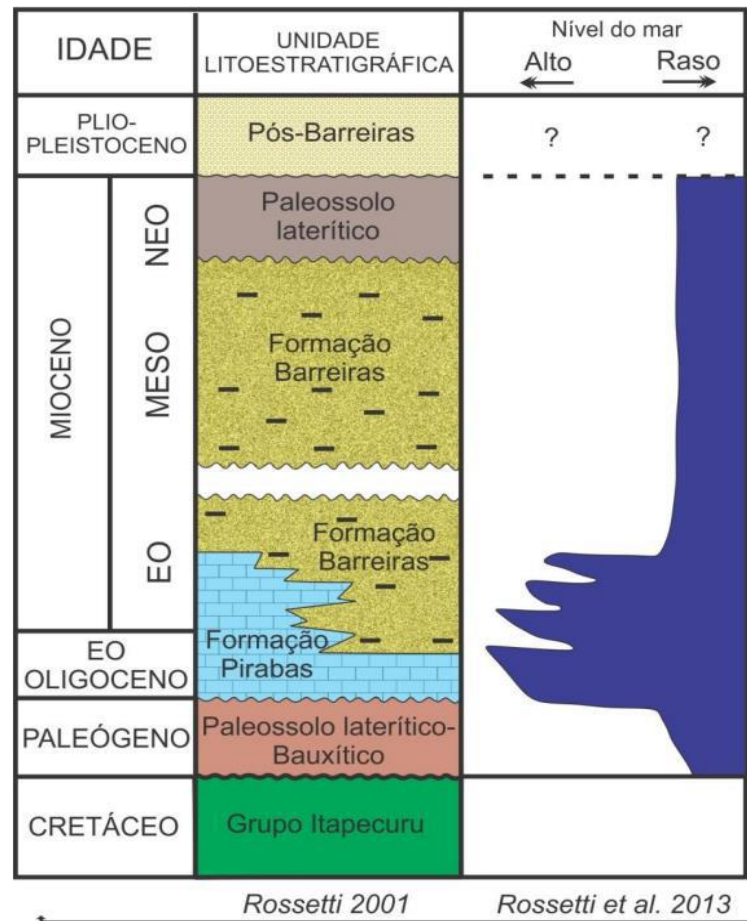 IDADE
UNIDADE
LITOESTRATIGRÁFICA
Nível do mar
Alto Raso
PLIO-
PLEISTOCENO
Pós-Barreiras
? ?
MIOCENO
NEO
Paleossolo
laterítico
MESO
Formação
Barreiras
EO
Formação
Barreiras
EO
OLIGOCENO
Formação
Pirabas
PALEÓGENO
Paleossolo laterítico-
Bauxítico
CRETÁCEO
Grupo Itapecuru
Rossetti 2001 Rossetti et al. 2013